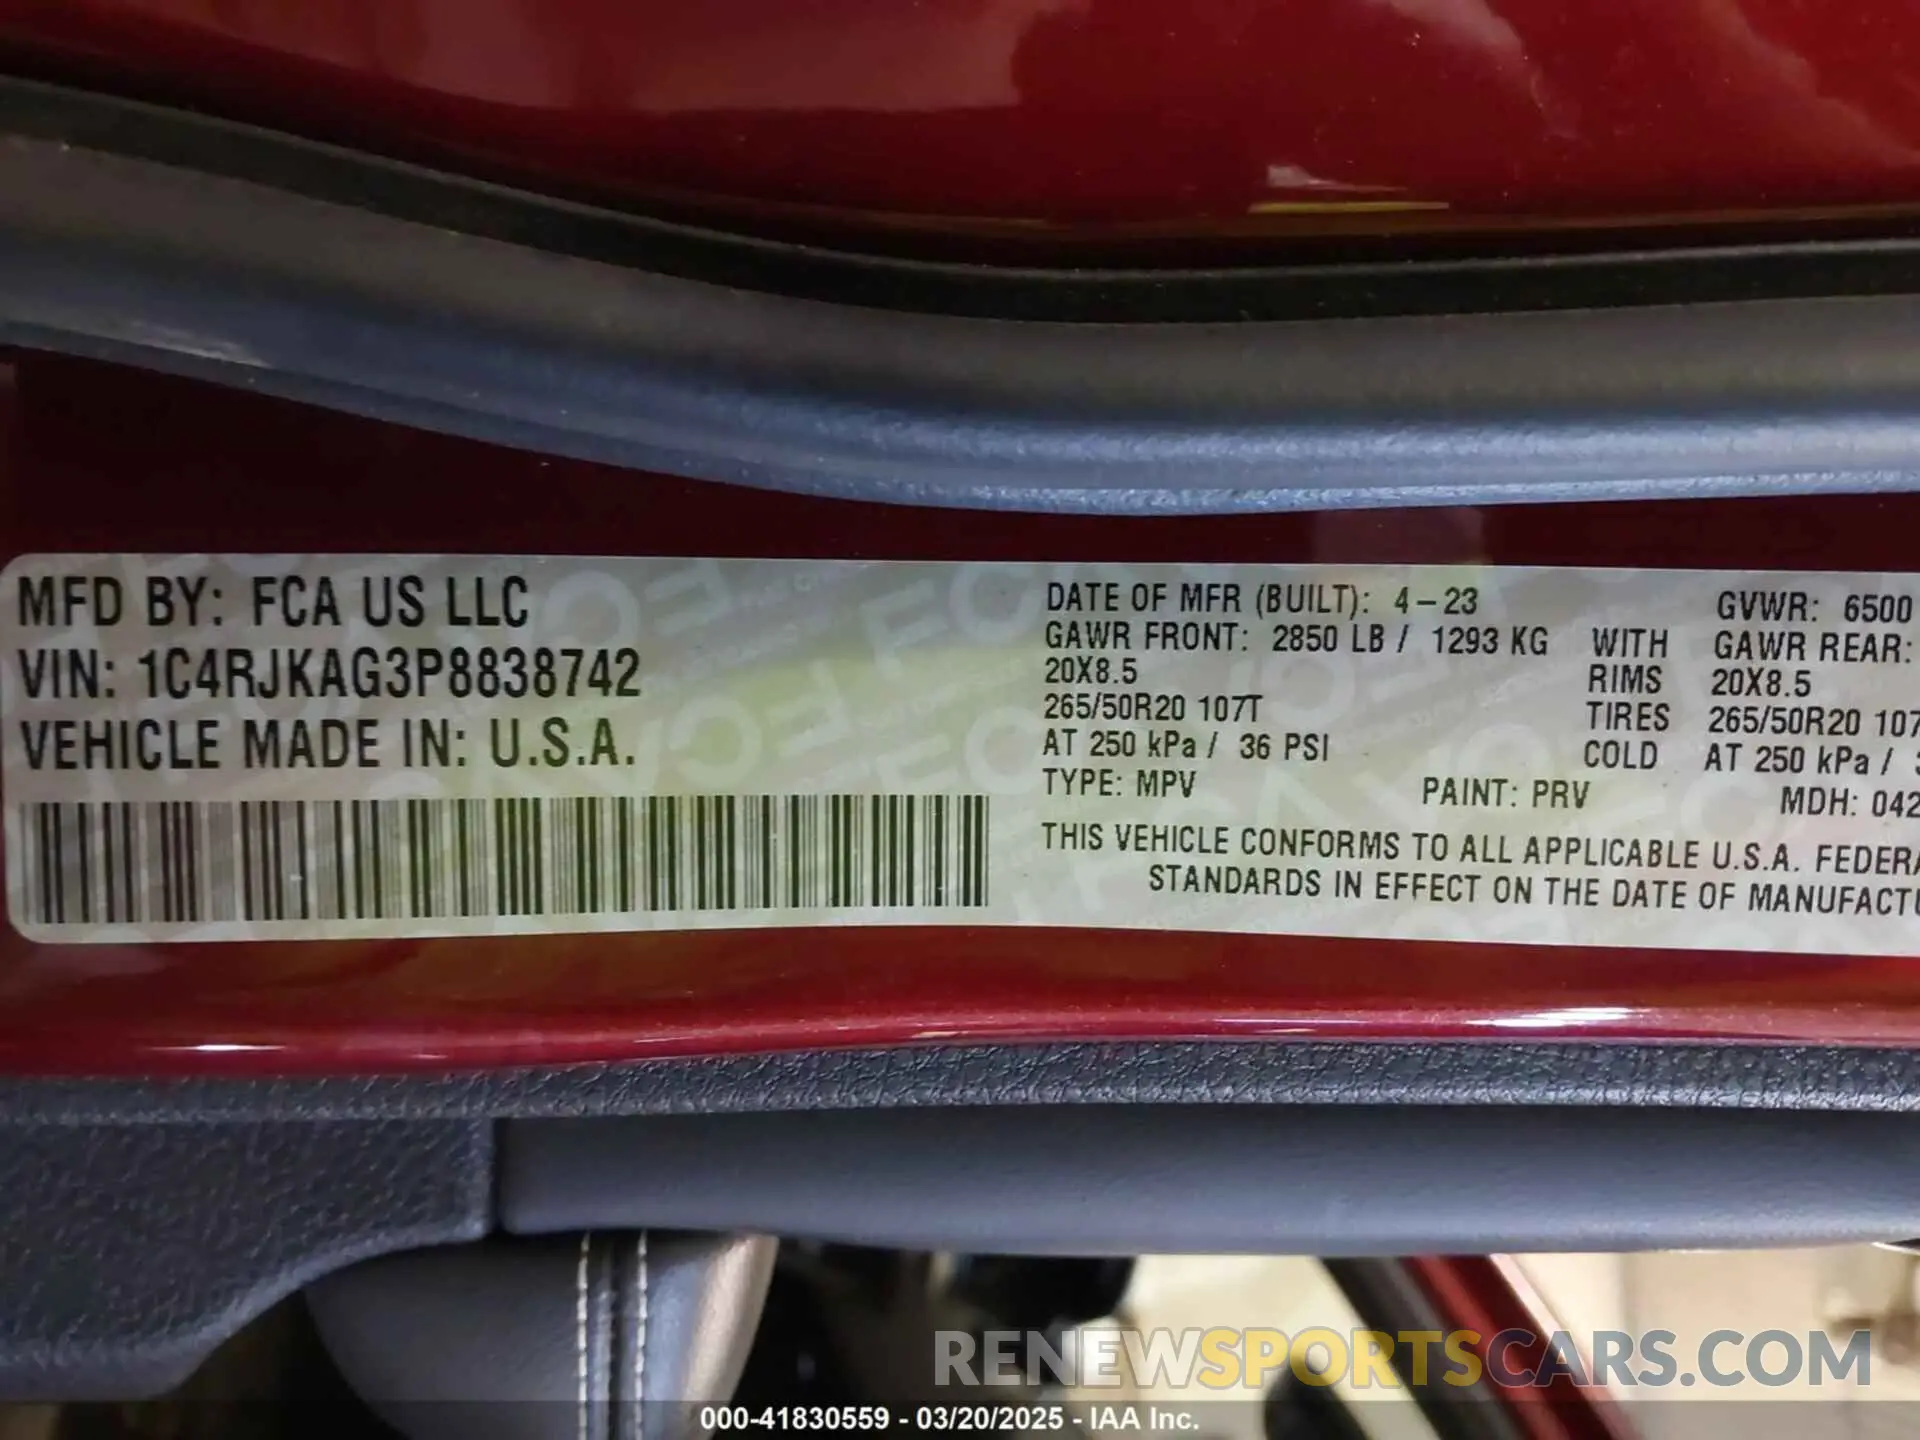 MFD BY: FCA US LLC
VIN: 1C4RJKAG3P8838742
VEHICLE MADE IN: U.S.A.
DATE OF MFR (BUILT): 4-23 GVWR: 6500
GAWR FRONT: 2850 LB / 1293 KG WITH GAWR REAR:
20X8.5 RIMS 20X8.5
265/50R20 107T TIRES 265/50R20 107
AT 250 kPa / 36 PSI COLD AT 250 kPa / 3
TYPE: MPV PAINT: PRV MDH: 042
THIS VEHICLE CONFORMS TO ALL APPLICABLE U.S.A. FEDERA
STANDARDS IN EFFECT ON THE DATE OF MANUFACTU
RENEWSPORTSCARS.COM
000-41830559 - 03/20/2025 - IAA Inc.